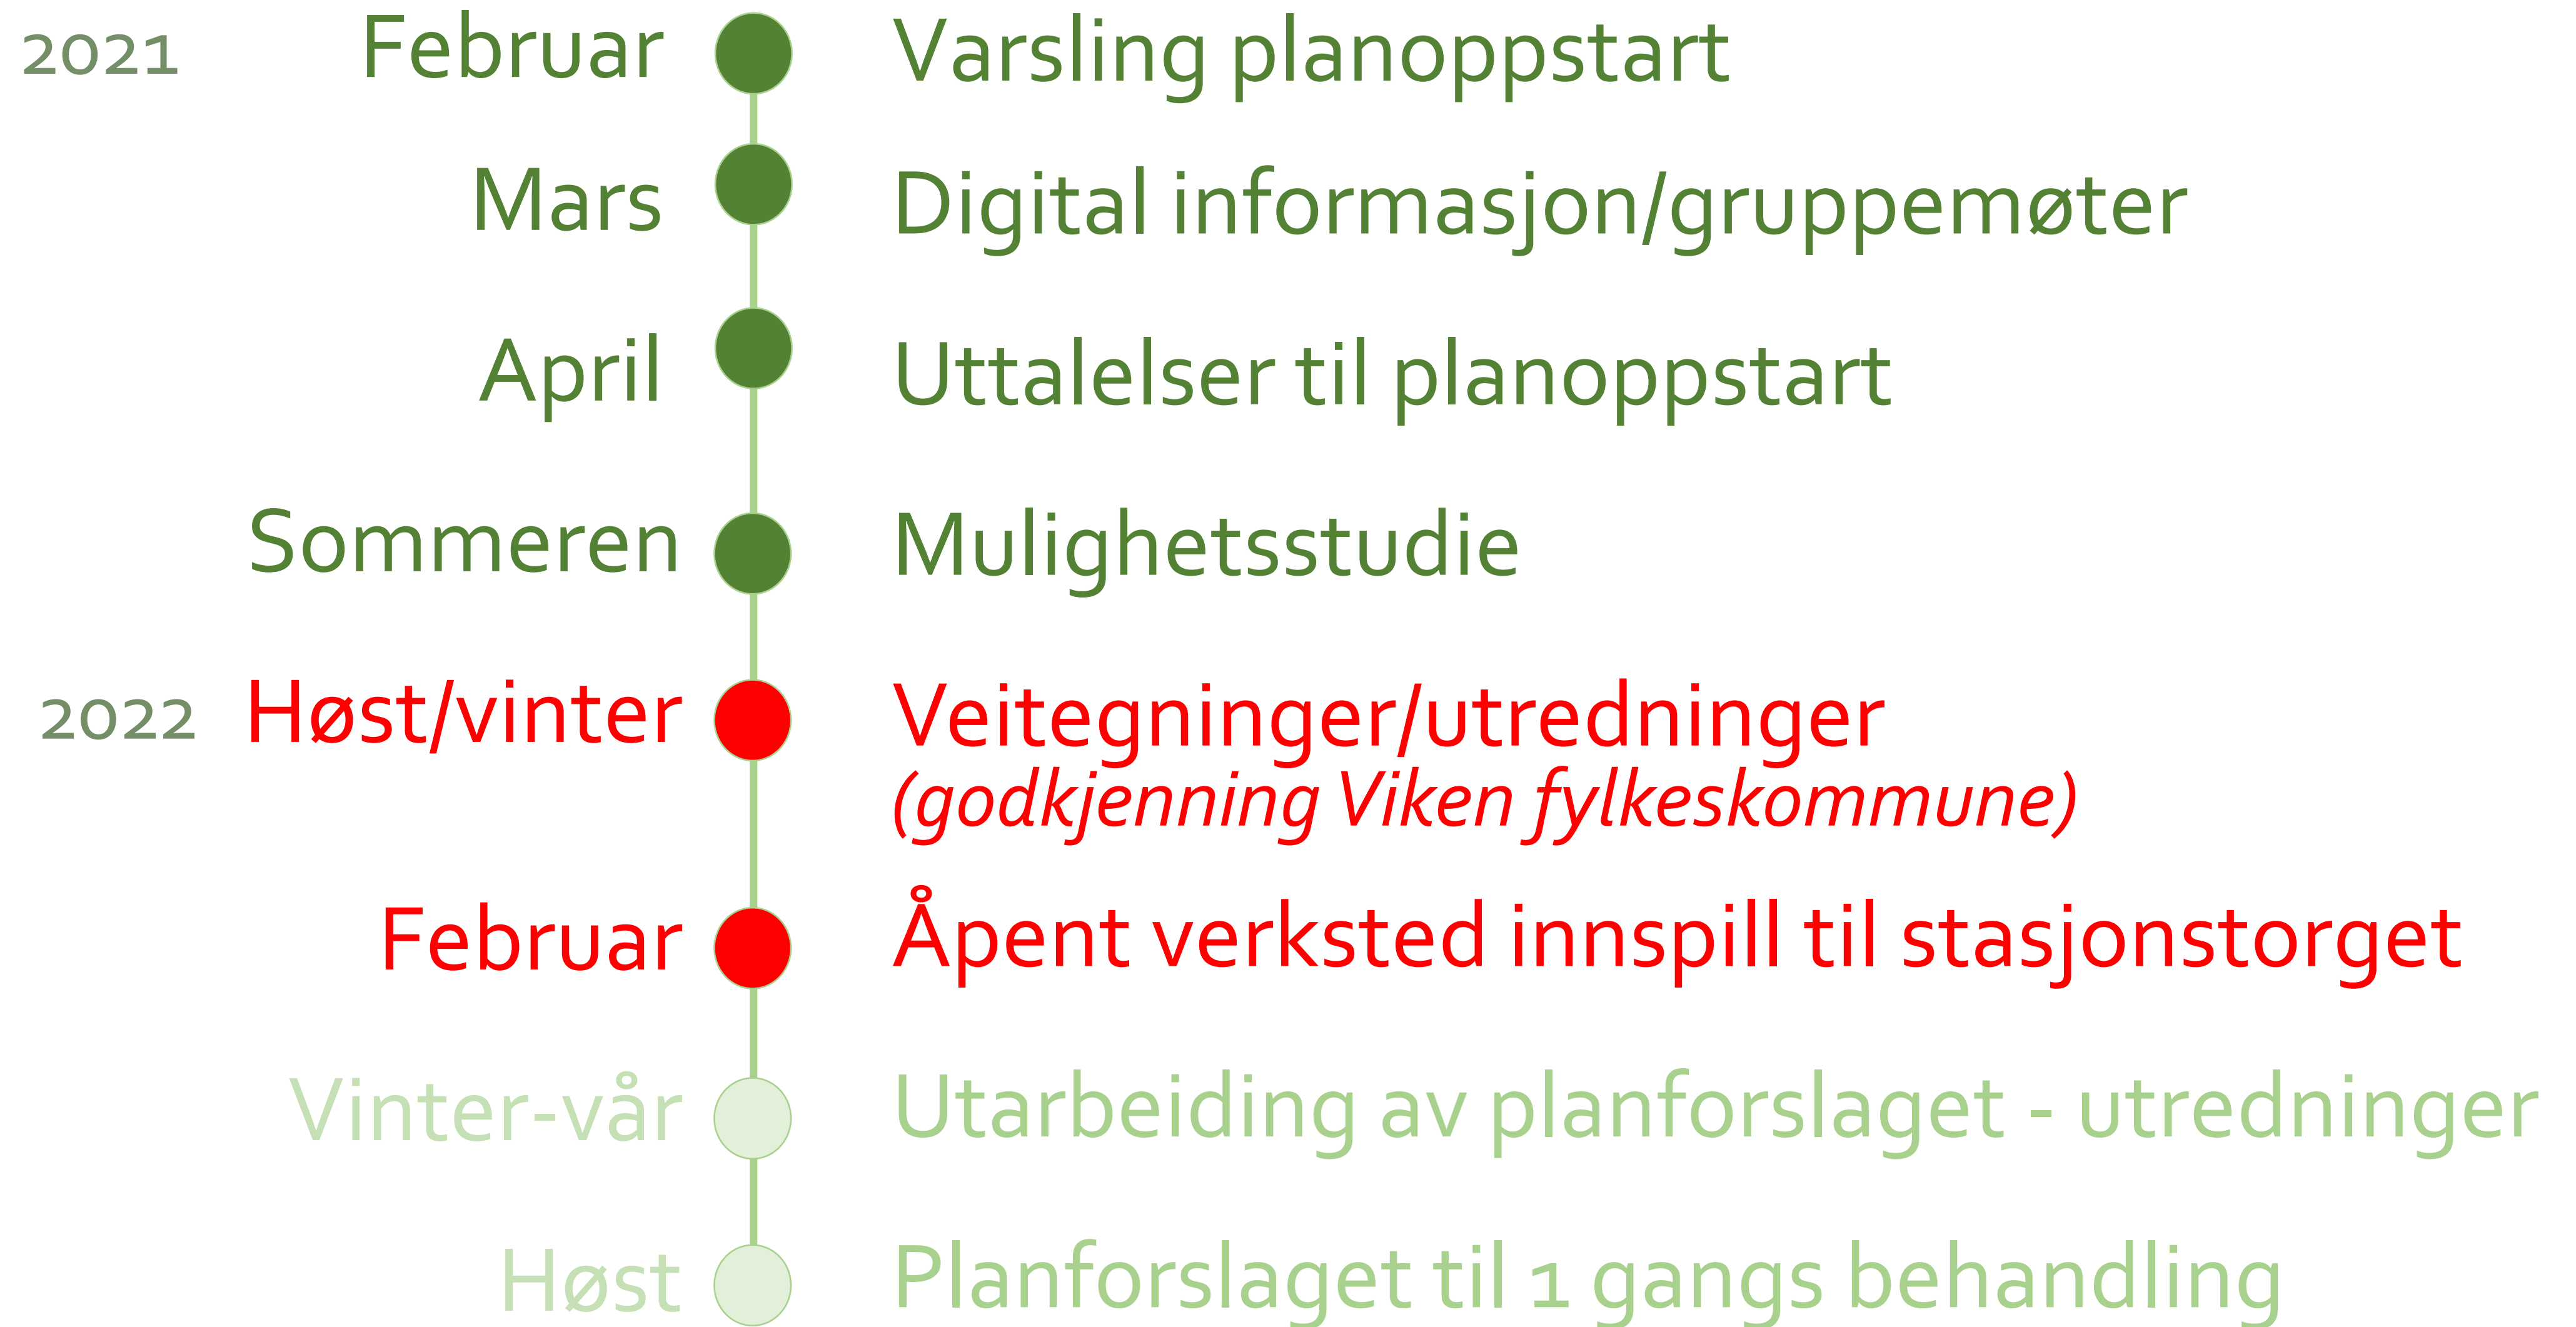 2021 Februar Varsling planoppstart
Mars Digital informasjon/gruppemøter
April Uttalelser til planoppstart
Sommeren Mulighetsstudie
2022 Høst/vinter Veitegninger/utredninger
(godkjenning Viken fylkeskommune)
Februar Åpent verksted innspill til stasjonstorget
Vinter-vår Utarbeiding av planforslaget - utredninger
Høst Planforslaget til 1 gangs behandling